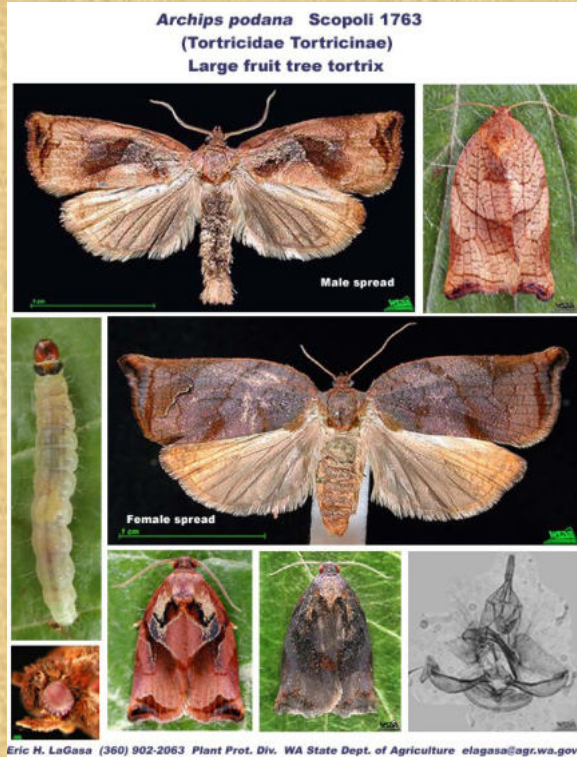 Archips podana Scopoli 1763
(Tortricidae Tortricinae)
Large fruit tree tortrix
Male spread
Female spread
1 cm
Eric H. LaGasa (360) 902-2063 Plant Prot. Div. WA State Dept. of Agriculture elagasa@agr.wa.gov